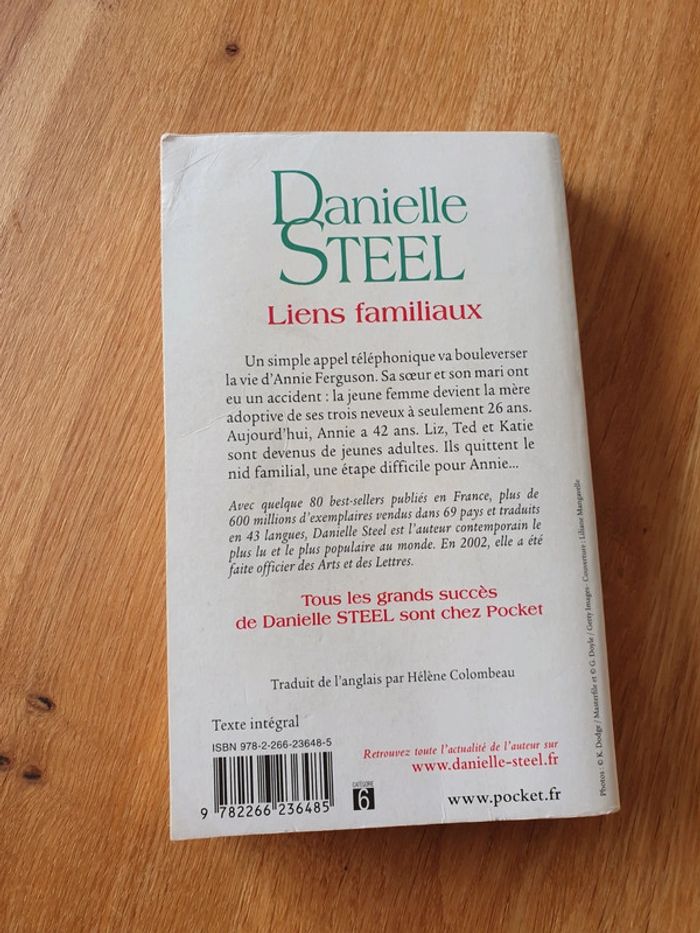 Danielle
STEEL
Liens familiaux
Un simple appel téléphonique va bouleverser
la vie d'Annie Ferguson. Sa sœur et son mari ont
eu un accident : la jeune femme devient la mère
adoptive de ses trois neveux à seulement 26 ans.
Aujourd'hui, Annie a 42 ans. Liz, Ted et Katie
sont devenus de jeunes adultes. Ils quittent le
nid familial, une étape difficile pour Annie...
Avec quelque 80 best-sellers publiés en France, plus de
600 millions d'exemplaires vendus dans 69 pays et traduits
en 43 langues, Danielle Steel est l'auteur contemporain le
plus lu et le plus populaire au monde. En 2002, elle a été
faite officier des Arts et des Lettres.
Tous les grands succès
de Danielle STEEL sont chez Pocket
Traduit de l'anglais par Hélène Colombeau
Texte intégral
ISBN 978-2-266-23648-5
9 782266 236485
CATÉGORIE
6
Retrouvez toute l'actualité de l'auteur sur
www.danielle-steel.fr
www.pocket.fr
Photos : © K. Dodge / Masterfile et © G. Doyle / Getty Images - Couverture : Liliane Mangavelle